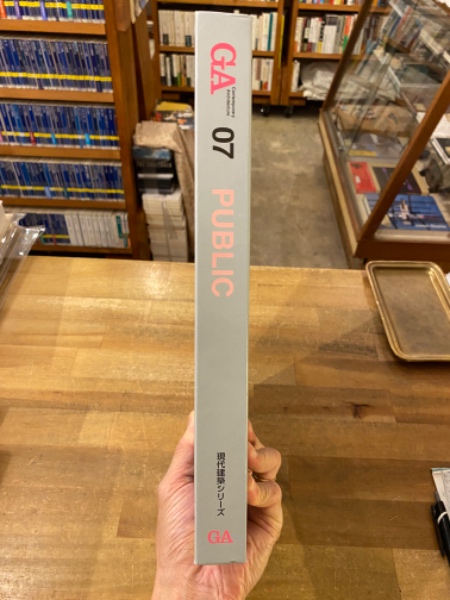 GA
Contemporary
Architecture
07
PUBLIC
現代建築シリーズ
GA